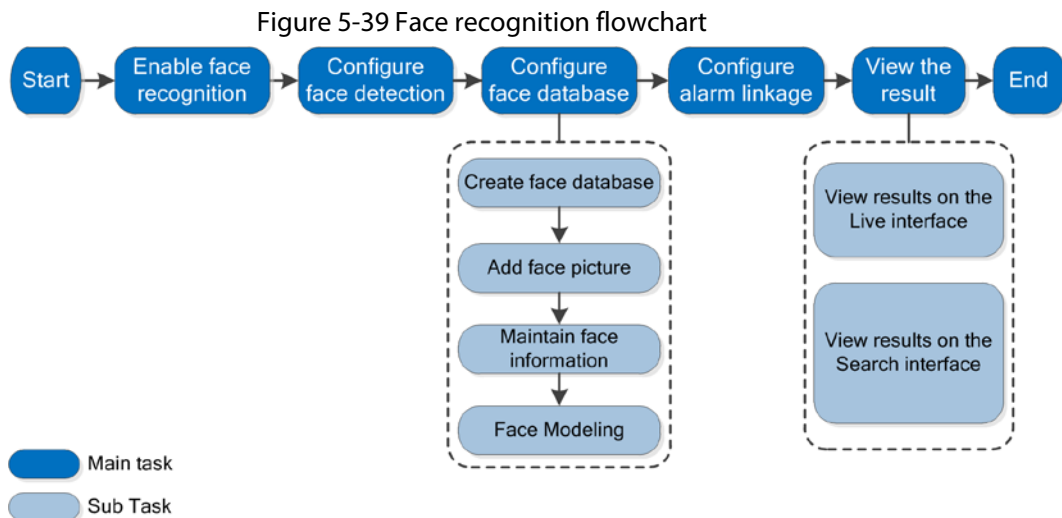 Figure 5-39 Face recognition flowchart
Start
Enable face
recognition
Configure
face detection
Configure
face database
Configure
alarm linkage
View the
result
End
Create face database
Add face picture
Maintain face
information
Face Modeling
View results on the
Live interface
View results on the
Search interface
Main task
Sub Task